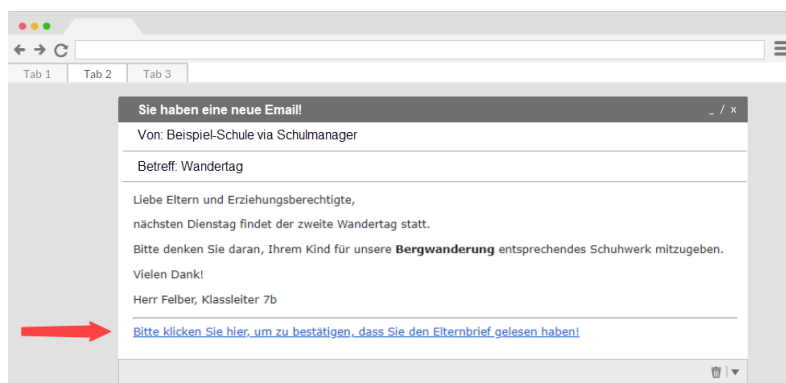 Tab 1 Tab 2 Tab 3
Sie haben eine neue Email! _ / x
Von: Beispiel-Schule via Schulmanager
Betreff: Wandertag
Liebe Eltern und Erziehungsberechtigte,
nächsten Dienstag findet der zweite Wandertag statt.
Bitte denken Sie daran, Ihrem Kind für unsere Bergwanderung entsprechendes Schuhwerk mitzugeben.
Vielen Dank!
Herr Felber, Klassleiter 7b
Bitte klicken Sie hier, um zu bestätigen, dass Sie den Elternbrief gelesen haben!